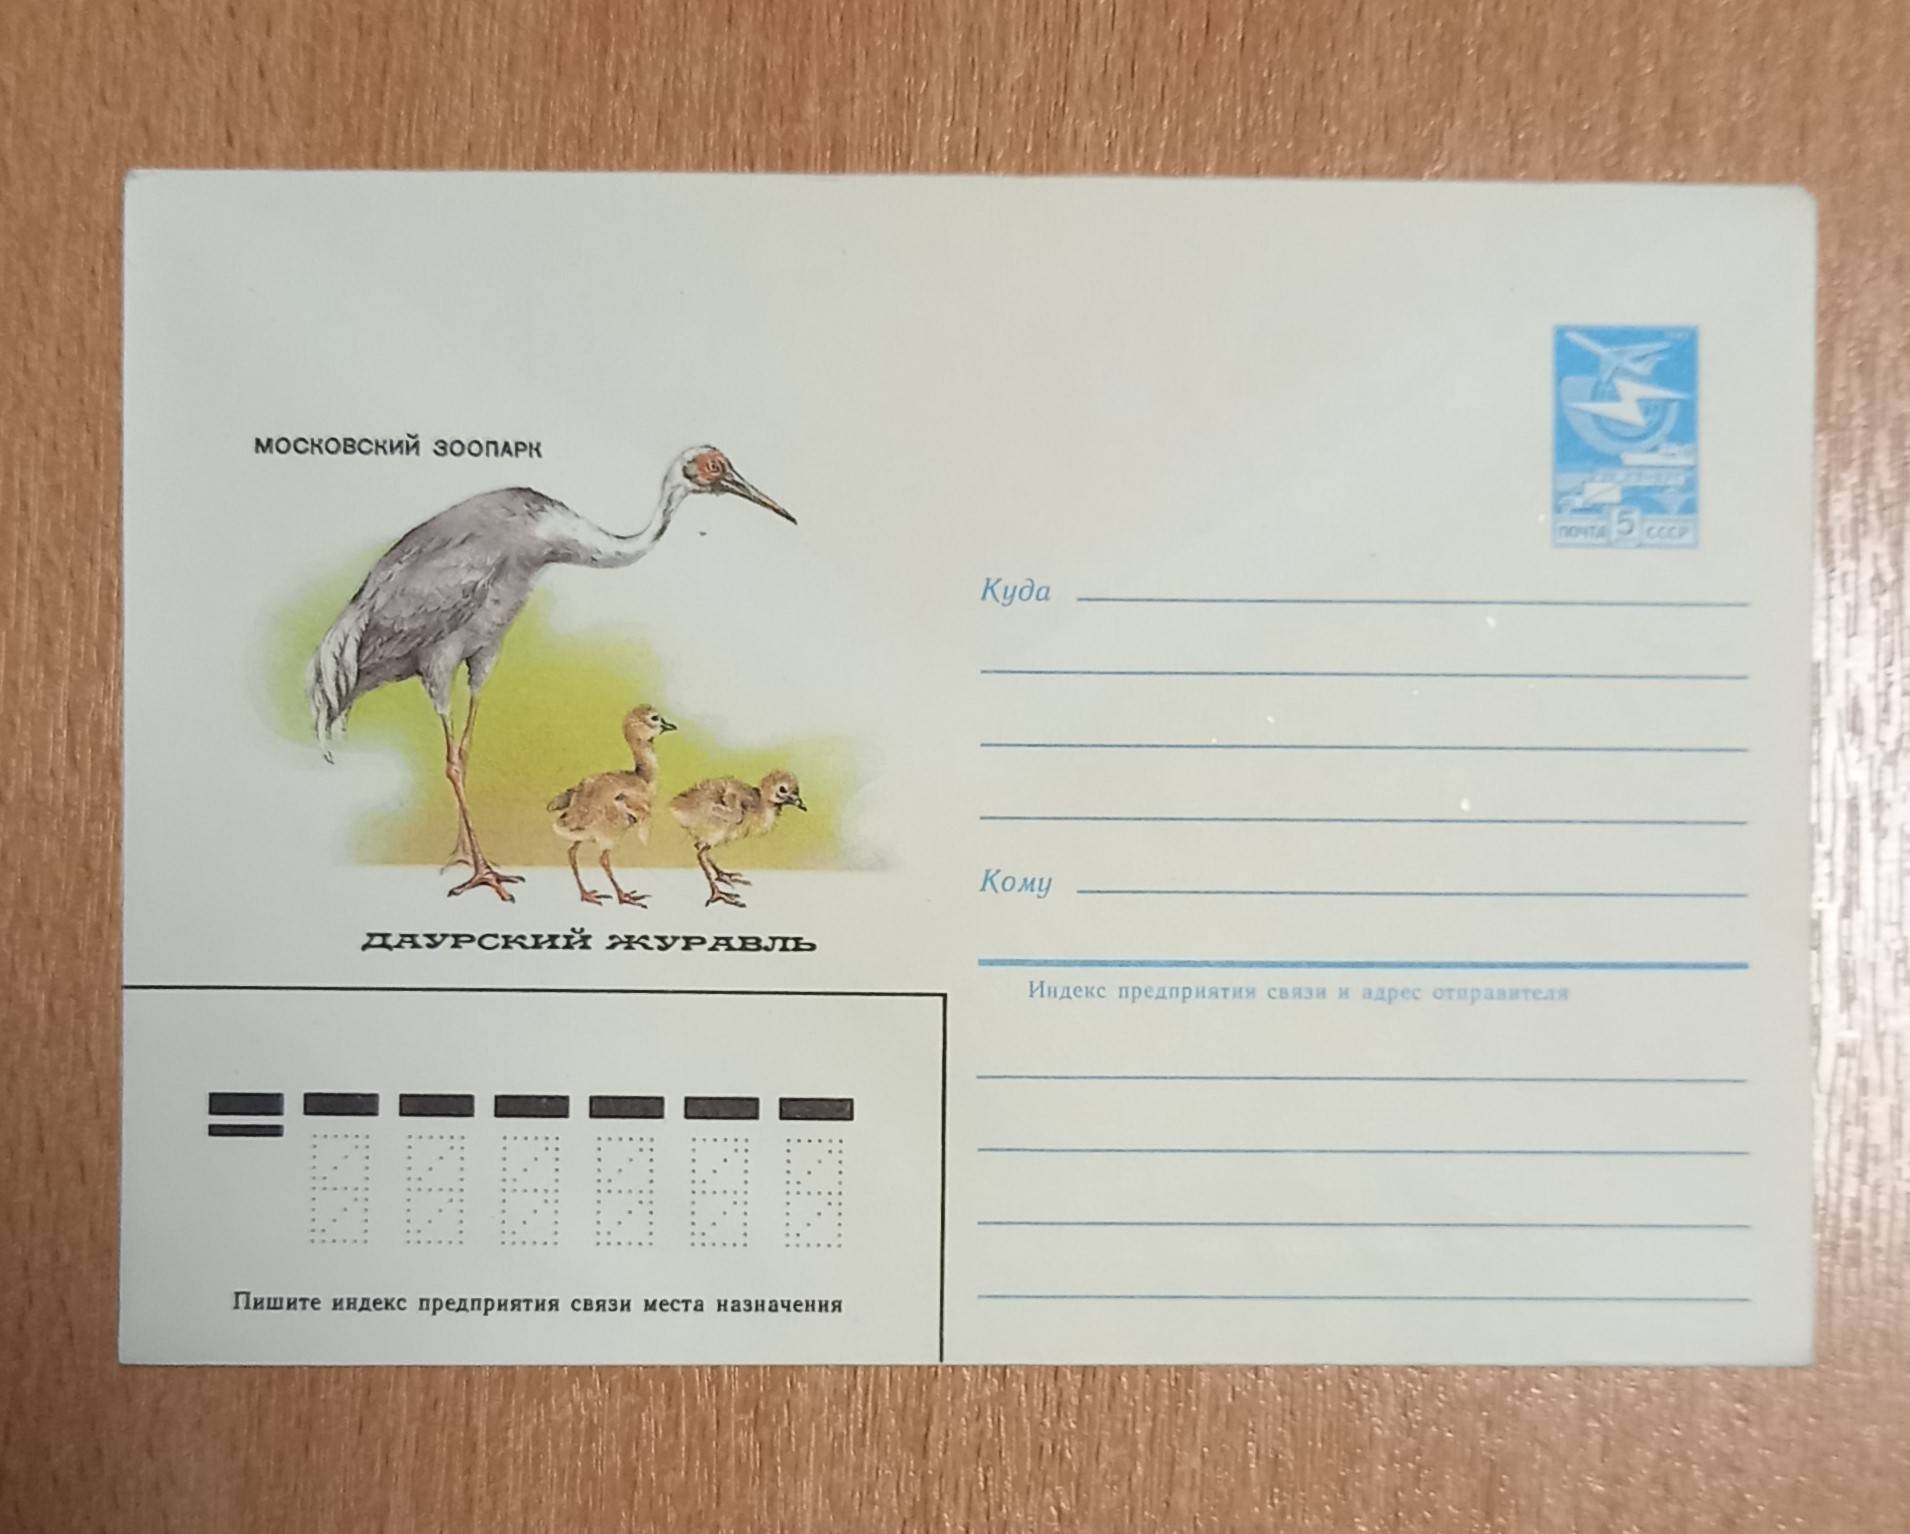 МОСКОВСКИЙ ЗООПАРК
ПОЧТА 5 СССР
Куда
Кому
ДАУРСКИЙ ЖУРАВЛЬ
Индекс предприятия связи и адрес отправителя
Пишите индекс предприятия связи места назначения